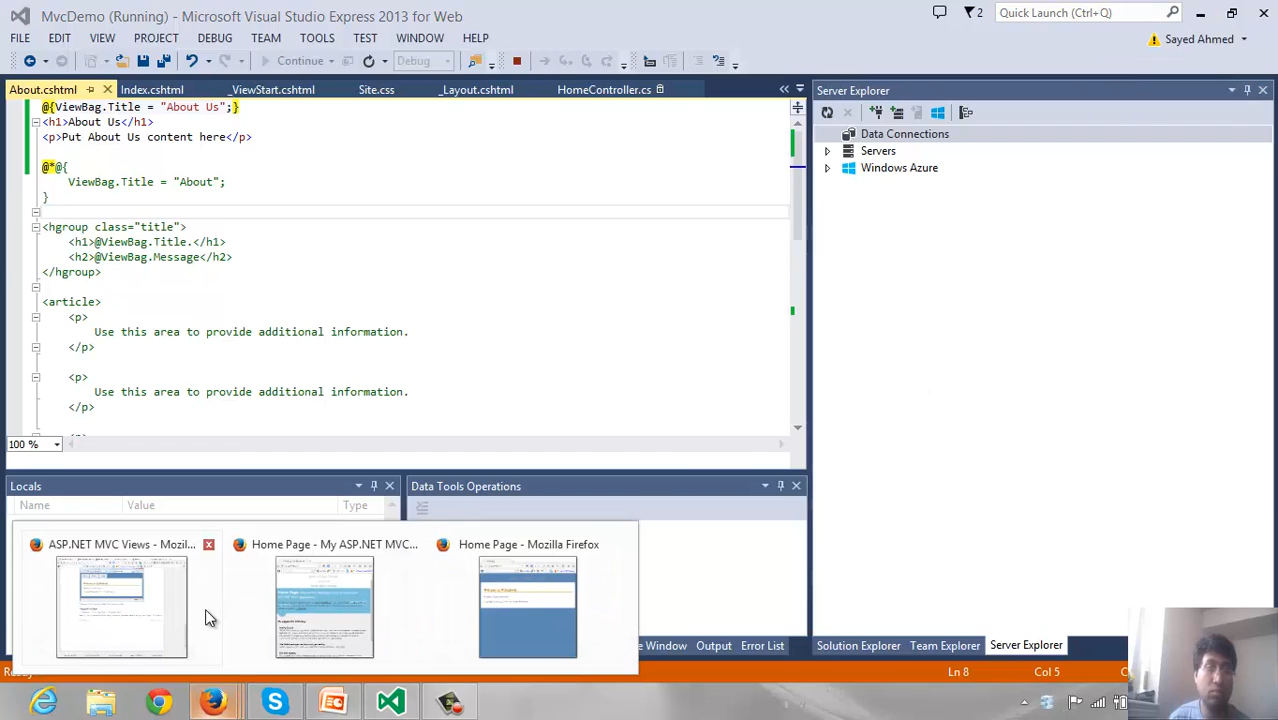 MvcDemo (Running) - Microsoft Visual Studio Express 2013 for Web
2
Quick Launch (Ctrl+Q)
FILE EDIT VIEW PROJECT DEBUG TEAM TOOLS TEST WINDOW HELP
Sayed Ahmed
Continue Debug
About.cshtml Index.cshtml _ViewStart.cshtml Site.css _Layout.cshtml HomeController.cs
@{ViewBag.Title = "About Us";}
<h1>About Us</h1>
<p>Put About Us content here</p>
@*@{
ViewBag.Title = "About";
}
<hgroup class="title">
<h1>@ViewBag.Title.</h1>
<h2>@ViewBag.Message</h2>
</hgroup>
<article>
<p>
Use this area to provide additional information.
</p>
<p>
Use this area to provide additional information.
</p>
100 %
Server Explorer
Data Connections
Servers
Windows Azure
Locals
Name Value Type
Data Tools Operations
ASP.NET MVC Views - Mozil...
Home Page - My ASP.NET MVC...
Home Page - Mozilla Firefox
Window Output Error List
Solution Explorer Team Explorer Server Explorer
Ln 8 Col 5